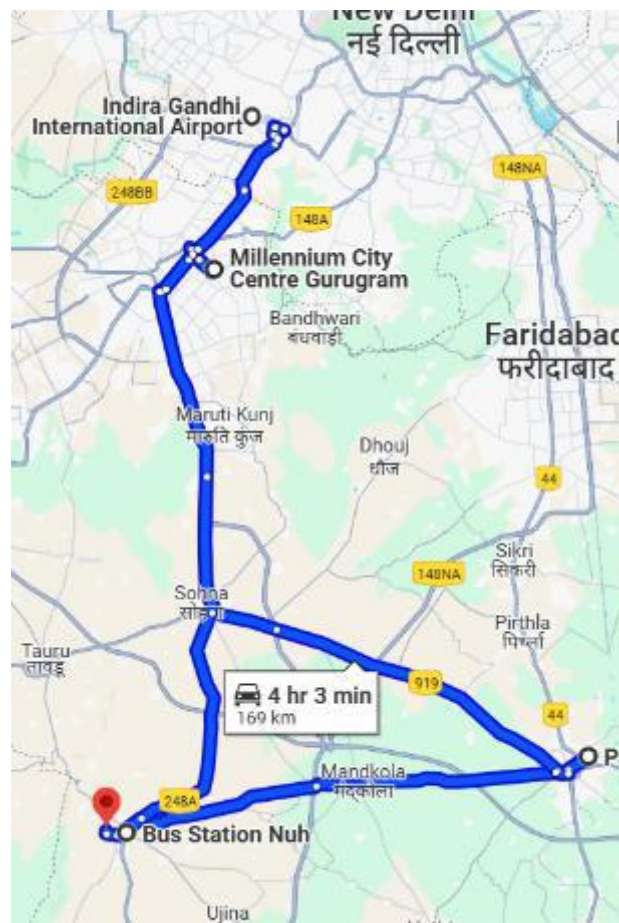 New Delhi
नई दिल्ली
Indira Gandhi
International Airport
148NA
248BB
148A
Millennium City
Centre Gurugram
Bandhwari
बंधवाड़ी
Faridabad
फरीदाबाद
Maruti Kunj
मारुति कुंज
Dhouj
धौज
44
Sikri
सिकरी
148NA
Sohna
सोहना
Pirthla
पिर्थ्ला
Tauru
तावडू
4 hr 3 min
169 km
919
44
P
Mandkola
मंदकोला
248A
Bus Station Nuh
Ujina